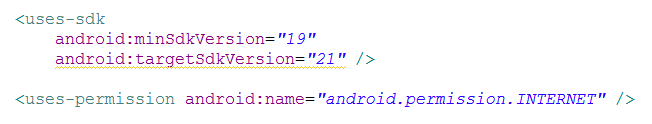 <uses-sdk
android:minSdkVersion="19"
android:targetSdkVersion="21" />
<uses-permission android:name="android.permission.INTERNET" />